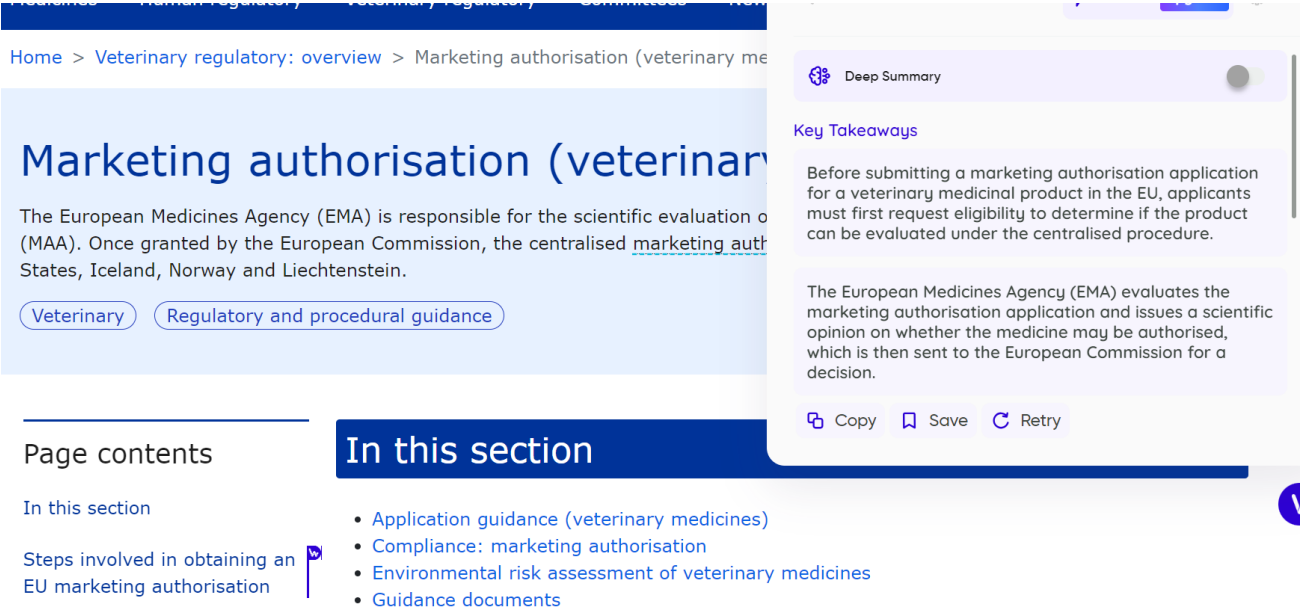 Home > Veterinary regulatory: overview > Marketing authorisation (veterinary me
Marketing authorisation (veterinary
The European Medicines Agency (EMA) is responsible for the scientific evaluation o
(MAA). Once granted by the European Commission, the centralised marketing auth
States, Iceland, Norway and Liechtenstein.
Veterinary
Regulatory and procedural guidance
Page contents
In this section
Steps involved in obtaining an
EU marketing authorisation
In this section
• Application guidance (veterinary medicines)
• Compliance: marketing authorisation
• Environmental risk assessment of veterinary medicines
• Guidance documents
Deep Summary
Key Takeaways
Before submitting a marketing authorisation application
for a veterinary medicinal product in the EU, applicants
must first request eligibility to determine if the product
can be evaluated under the centralised procedure.
The European Medicines Agency (EMA) evaluates the
marketing authorisation application and issues a scientific
opinion on whether the medicine may be authorised,
which is then sent to the European Commission for a
decision.
Copy
Save
Retry